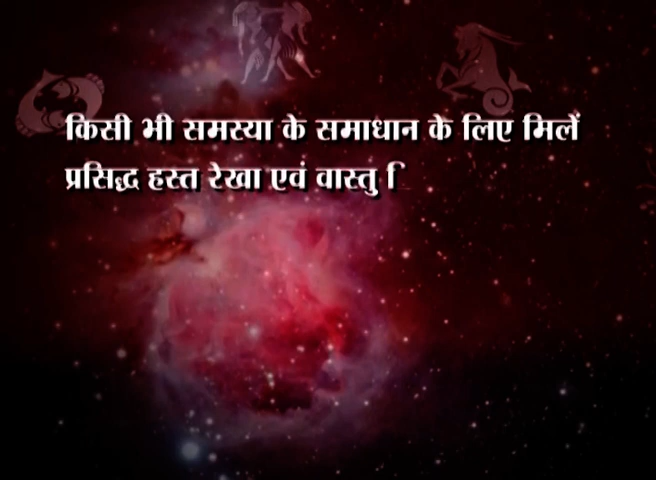 किसी भी समस्या के समाधान के लिए मिलें
प्रसिद्ध हस्त रेखा एवं वास्तु ि